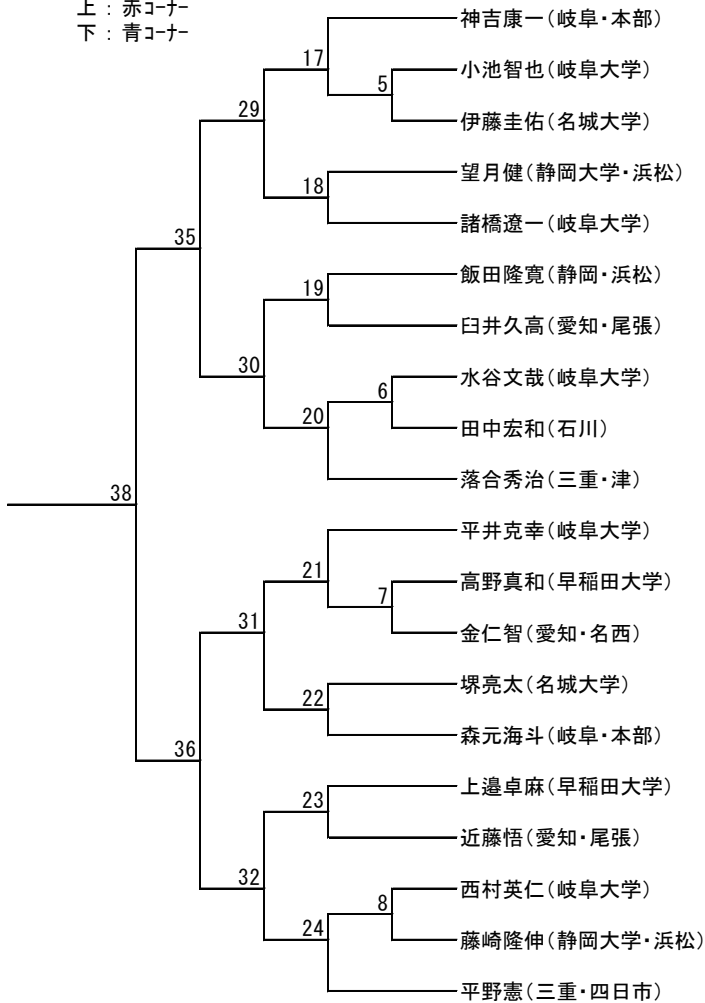 上：赤ｺｰﾅｰ
下：青ｺｰﾅｰ
神吉康一(岐阜・本部)
17
小池智也(岐阜大学)
5
29
伊藤圭佑(名城大学)
望月健(静岡大学・浜松)
18
諸橋遼一(岐阜大学)
35
飯田隆寛(静岡・浜松)
19
臼井久高(愛知・尾張)
30
水谷文哉(岐阜大学)
6
20
田中宏和(石川)
落合秀治(三重・津)
38
平井克幸(岐阜大学)
21
高野真和(早稲田大学)
7
31
金仁智(愛知・名西)
堺亮太(名城大学)
22
森元海斗(岐阜・本部)
36
上邉卓麻(早稲田大学)
23
近藤悟(愛知・尾張)
32
西村英仁(岐阜大学)
8
24
藤崎隆伸(静岡大学・浜松)
平野憲(三重・四日市)